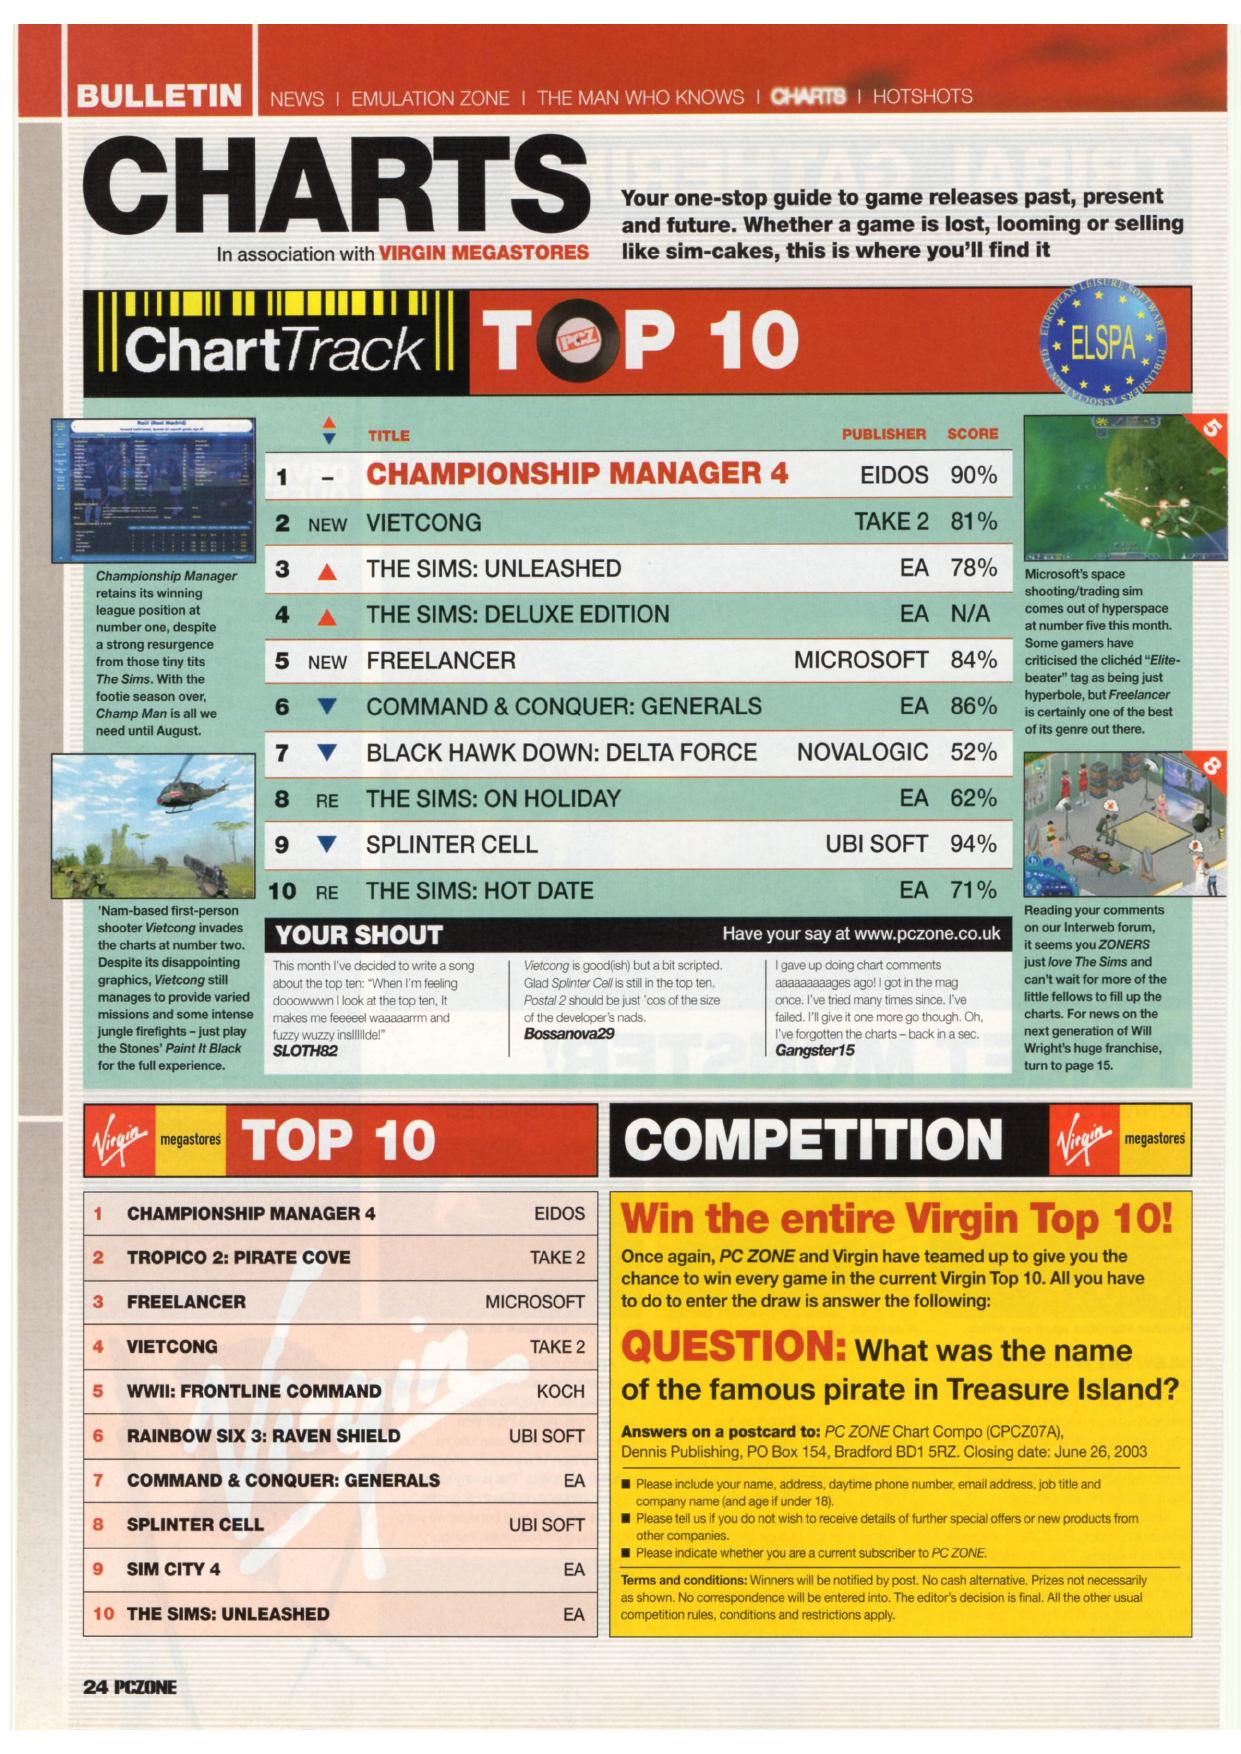 BULLETIN
NEWS | EMULATION ZONE | THE MAN WHO KNOWS | CHARTS | HOTSHOTS
CHARTS
In association with VIRGIN MEGASTORES
Your one-stop guide to game releases past, present
and future. Whether a game is lost, looming or selling
like sim-cakes, this is where you'll find it
ChartTrack
TOP 10
PCZ
EUROPEAN LEISURE SOFTWARE PUBLISHERS ASSOCIATION LTD
ELSPA
TITLE PUBLISHER SCORE
1 – CHAMPIONSHIP MANAGER 4 EIDOS 90%
2 NEW VIETCONG TAKE 2 81%
3 ▲ THE SIMS: UNLEASHED EA 78%
4 ▲ THE SIMS: DELUXE EDITION EA N/A
5 NEW FREELANCER MICROSOFT 84%
6 ▼ COMMAND & CONQUER: GENERALS EA 86%
7 ▼ BLACK HAWK DOWN: DELTA FORCE NOVALOGIC 52%
8 RE THE SIMS: ON HOLIDAY EA 62%
9 ▼ SPLINTER CELL UBI SOFT 94%
10 RE THE SIMS: HOT DATE EA 71%
Raúl (Real Madrid)
Championship Manager
retains its winning
league position at
number one, despite
a strong resurgence
from those tiny tits
The Sims. With the
footie season over,
Champ Man is all we
need until August.
'Nam-based first-person
shooter Vietcong invades
the charts at number two.
Despite its disappointing
graphics, Vietcong still
manages to provide varied
missions and some intense
jungle firefights – just play
the Stones' Paint It Black
for the full experience.
5
Microsoft's space
shooting/trading sim
comes out of hyperspace
at number five this month.
Some gamers have
criticised the clichéd "Elite-
beater" tag as being just
hyperbole, but Freelancer
is certainly one of the best
of its genre out there.
8
Reading your comments
on our Interweb forum,
it seems you ZONERS
just love The Sims and
can't wait for more of the
little fellows to fill up the
charts. For news on the
next generation of Will
Wright's huge franchise,
turn to page 15.
YOUR SHOUT
Have your say at www.pczone.co.uk
This month I've decided to write a song
about the top ten: "When I'm feeling
dooowwwn I look at the top ten, It
makes me feeeeel waaaaarrm and
fuzzy wuzzy insIIIIIde!"
SLOTH82
Vietcong is good(ish) but a bit scripted.
Glad Splinter Cell is still in the top ten.
Postal 2 should be just 'cos of the size
of the developer's nads.
Bossanova29
I gave up doing chart comments
aaaaaaaaages ago! I got in the mag
once. I've tried many times since. I've
failed. I'll give it one more go though. Oh,
I've forgotten the charts – back in a sec.
Gangster15
Virgin megastores TOP 10
1 CHAMPIONSHIP MANAGER 4 EIDOS
2 TROPICO 2: PIRATE COVE TAKE 2
3 FREELANCER MICROSOFT
4 VIETCONG TAKE 2
5 WWII: FRONTLINE COMMAND KOCH
6 RAINBOW SIX 3: RAVEN SHIELD UBI SOFT
7 COMMAND & CONQUER: GENERALS EA
8 SPLINTER CELL UBI SOFT
9 SIM CITY 4 EA
10 THE SIMS: UNLEASHED EA
Virgin
COMPETITION Virgin megastores
Win the entire Virgin Top 10!
Once again, PC ZONE and Virgin have teamed up to give you the
chance to win every game in the current Virgin Top 10. All you have
to do to enter the draw is answer the following:
QUESTION: What was the name
of the famous pirate in Treasure Island?
Answers on a postcard to: PC ZONE Chart Compo (CPCZ07A),
Dennis Publishing, PO Box 154, Bradford BD1 5RZ. Closing date: June 26, 2003
■ Please include your name, address, daytime phone number, email address, job title and
company name (and age if under 18).
■ Please tell us if you do not wish to receive details of further special offers or new products from
other companies.
■ Please indicate whether you are a current subscriber to PC ZONE.
Terms and conditions: Winners will be notified by post. No cash alternative. Prizes not necessarily
as shown. No correspondence will be entered into. The editor's decision is final. All the other usual
competition rules, conditions and restrictions apply.
24 PCZONE